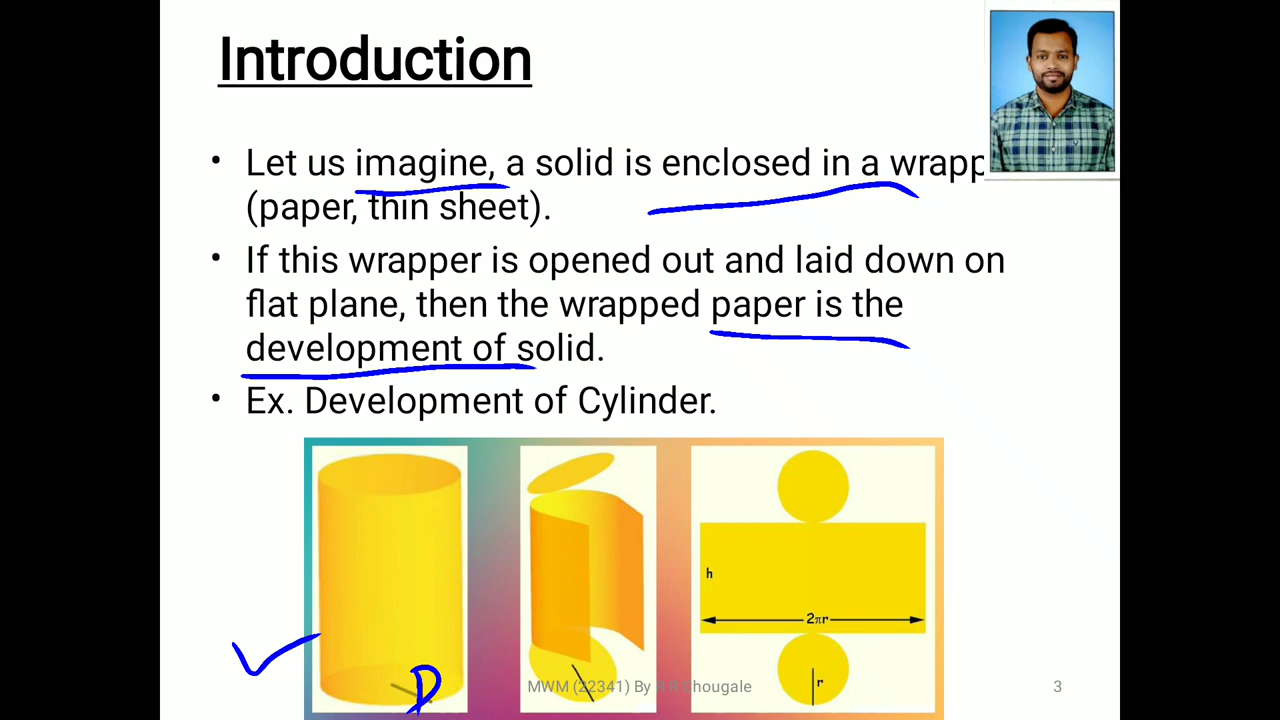 Introduction
• Let us imagine, a solid is enclosed in a wrapp
(paper, thin sheet).
• If this wrapper is opened out and laid down on
flat plane, then the wrapped paper is the
development of solid.
• Ex. Development of Cylinder.
h
2πr
r
D
MWM (22341) By R R Chougale
3